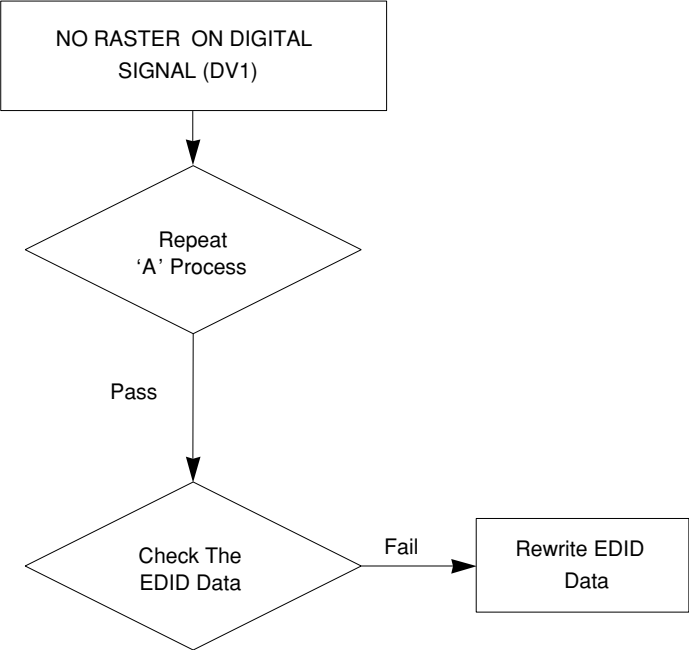 NO RASTER ON DIGITAL
SIGNAL (DV1)
Repeat
‘A’ Process
Pass
Check The
EDID Data
Fail
Rewrite EDID
Data